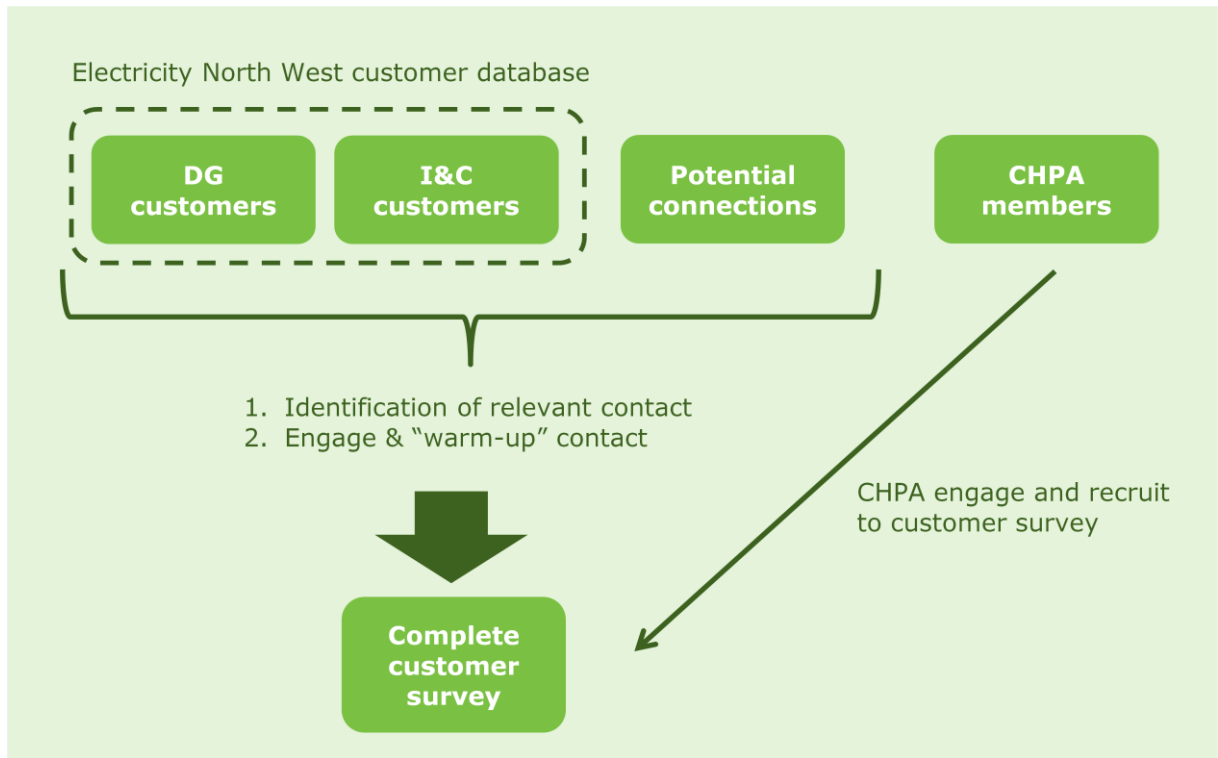 Electricity North West customer database
DG
customers
I&C
customers
Potential
connections
CHPA
members
1. Identification of relevant contact
2. Engage & “warm-up” contact
CHPA engage and recruit
to customer survey
Complete
customer
survey